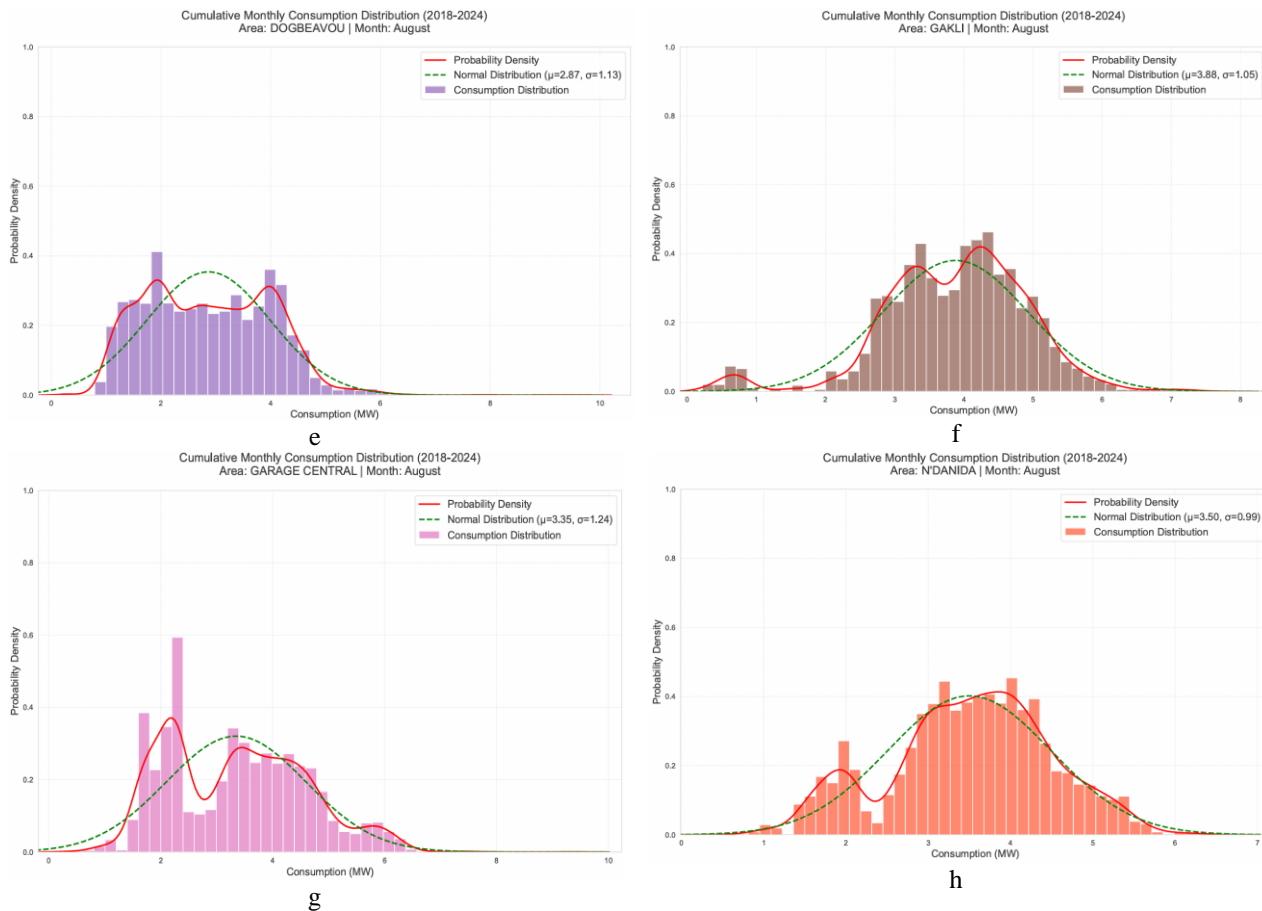 Cumulative Monthly Consumption Distribution (2018-2024)
Area: DOGBEAVOU | Month: August
Probability Density
Normal Distribution (μ=2.87, σ=1.13)
Consumption Distribution
1.0
0.8
0.6
0.4
0.2
0.0
Probability Density
0
2
4
6
8
10
Consumption (MW)
e
Cumulative Monthly Consumption Distribution (2018-2024)
Area: GAKLI | Month: August
Probability Density
Normal Distribution (μ=3.88, σ=1.05)
Consumption Distribution
1.0
0.8
0.6
0.4
0.2
0.0
Probability Density
0
1
2
3
4
5
6
7
8
Consumption (MW)
f
Cumulative Monthly Consumption Distribution (2018-2024)
Area: GARAGE CENTRAL | Month: August
Probability Density
Normal Distribution (μ=3.35, σ=1.24)
Consumption Distribution
1.0
0.8
0.6
0.4
0.2
0.0
Probability Density
0
2
4
6
8
10
Consumption (MW)
g
Cumulative Monthly Consumption Distribution (2018-2024)
Area: N'DANIDA | Month: August
Probability Density
Normal Distribution (μ=3.50, σ=0.99)
Consumption Distribution
1.0
0.8
0.6
0.4
0.2
0.0
Probability Density
0
1
2
3
4
5
6
7
Consumption (MW)
h